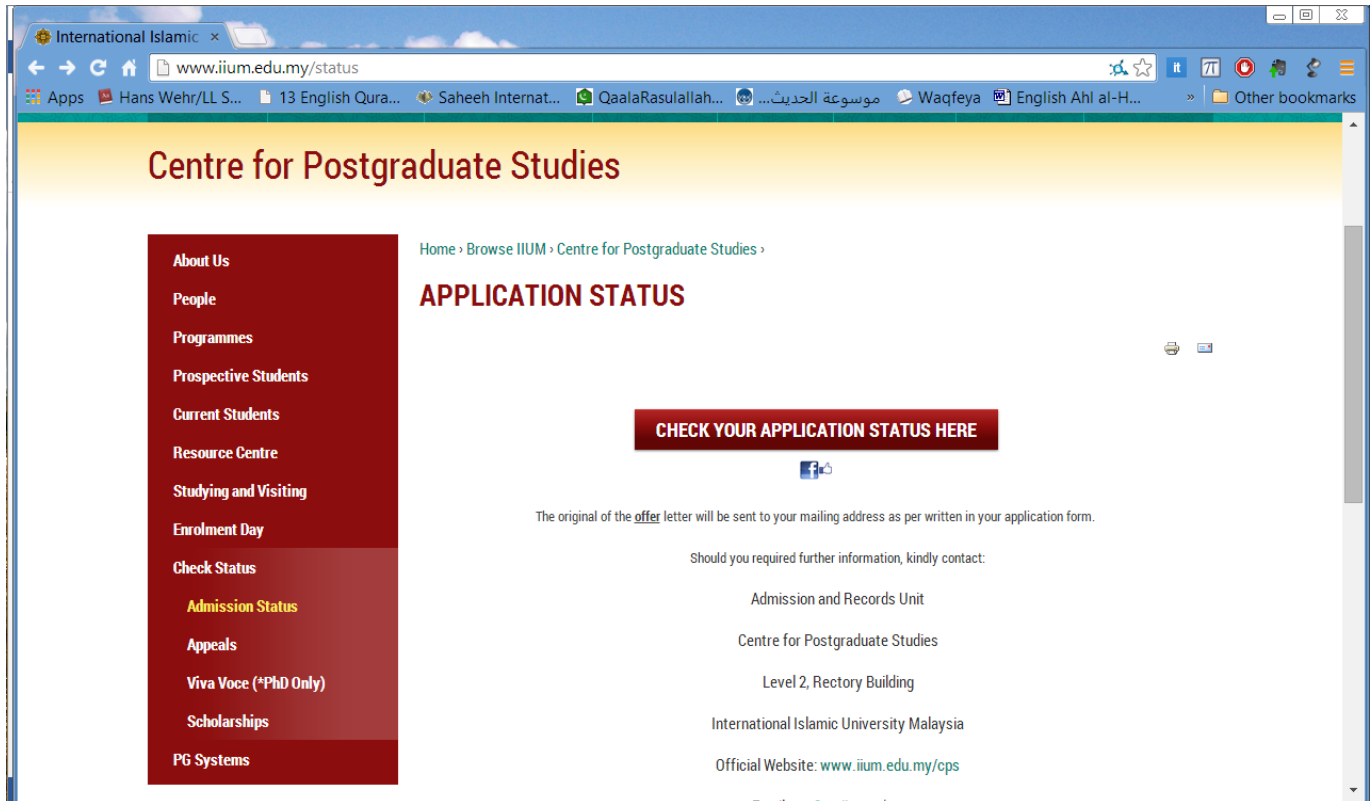 International Islamic
www.iium.edu.my/status
Apps Hans Wehr/LL S... 13 English Qura... Saheeh Internat... QaalaRasulallah... موسوعة الحديث... Waqfeya English Ahl al-H... » Other bookmarks
Centre for Postgraduate Studies
About Us
People
Programmes
Prospective Students
Current Students
Resource Centre
Studying and Visiting
Enrolment Day
Check Status
Admission Status
Appeals
Viva Voce (*PhD Only)
Scholarships
PG Systems
Home › Browse IIUM › Centre for Postgraduate Studies ›
APPLICATION STATUS
CHECK YOUR APPLICATION STATUS HERE
The original of the offer letter will be sent to your mailing address as per written in your application form.
Should you required further information, kindly contact:
Admission and Records Unit
Centre for Postgraduate Studies
Level 2, Rectory Building
International Islamic University Malaysia
Official Website: www.iium.edu.my/cps